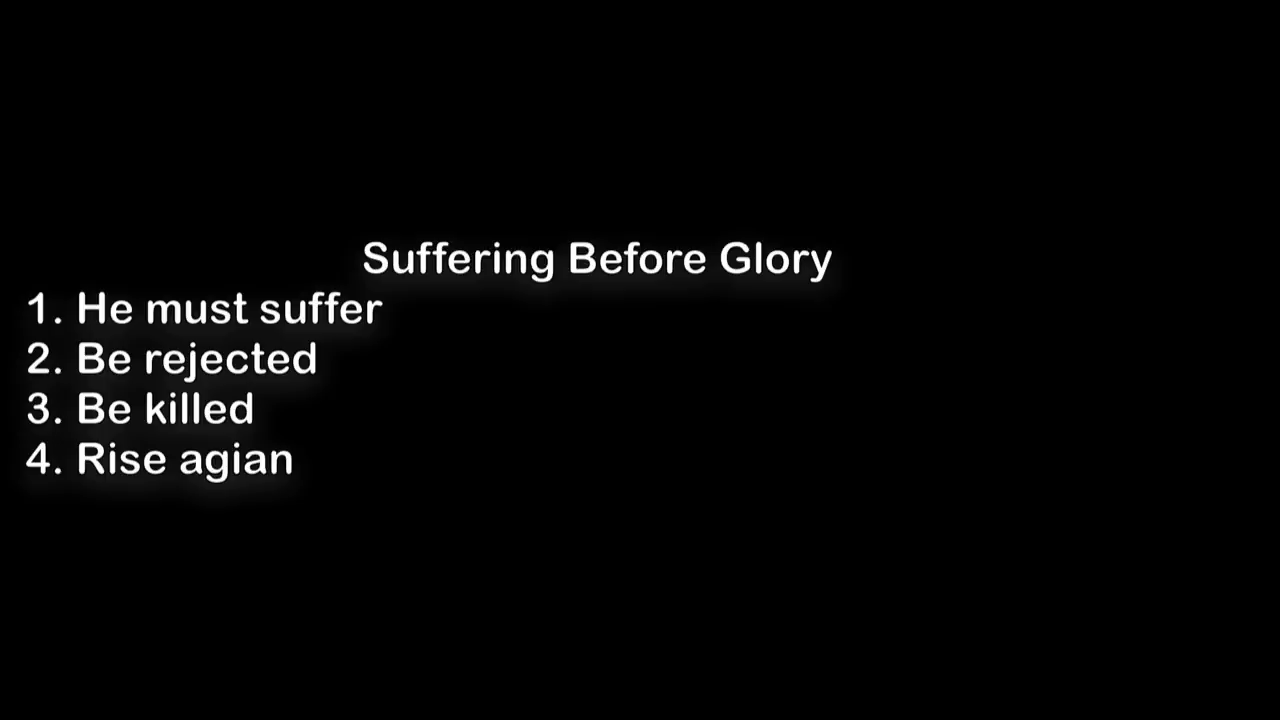 Suffering Before Glory
1. He must suffer
2. Be rejected
3. Be killed
4. Rise agian